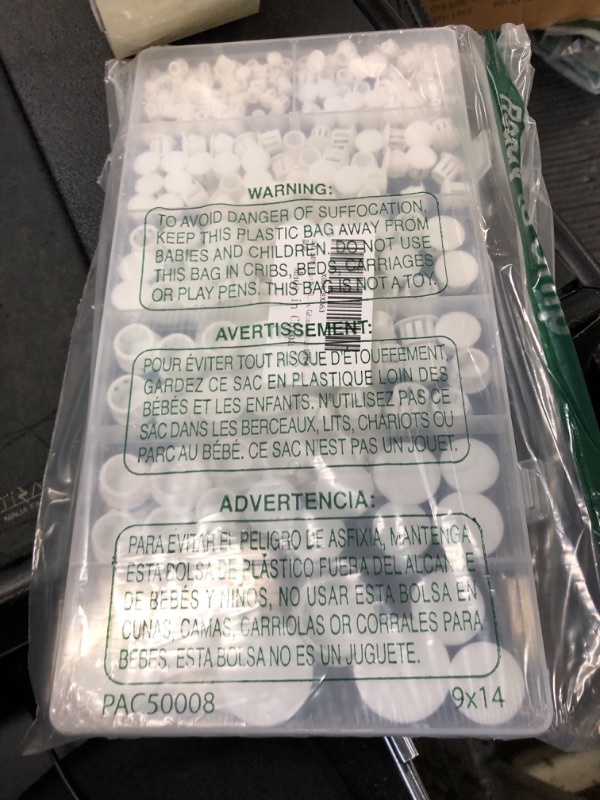 WARNING:
TO AVOID DANGER OF SUFFOCATION,
KEEP THIS PLASTIC BAG AWAY FROM
BABIES AND CHILDREN. DO NOT USE
THIS BAG IN CRIBS, BEDS, CARRIAGES
OR PLAY PENS. THIS BAG IS NOT A TOY.
AVERTISSEMENT:
POUR ÉVITER TOUT RISQUE D'ÉTOUFFEMENT,
GARDEZ CE SAC EN PLASTIQUE LOIN DES
BÉBÉS ET LES ENFANTS. N'UTILISEZ PAS CE
SAC DANS LES BERCEAUX, LITS, CHARIOTS OU
PARC AU BÉBÉ. CE SAC N'EST PAS UN JOUET.
ADVERTENCIA:
PARA EVITAR EL PELIGRO DE ASFIXIA, MANTENGA
ESTA BOLSA DE PLÁSTICO FUERA DEL ALCANCE
DE BEBÉS Y NINOS, NO USAR ESTA BOLSA EN
CUNAS, CAMAS, CARRIOLAS OR CORRALES PARA
BEBES, ESTA BOLSA NO ES UN JUGUETE.
PAC50008 9x14